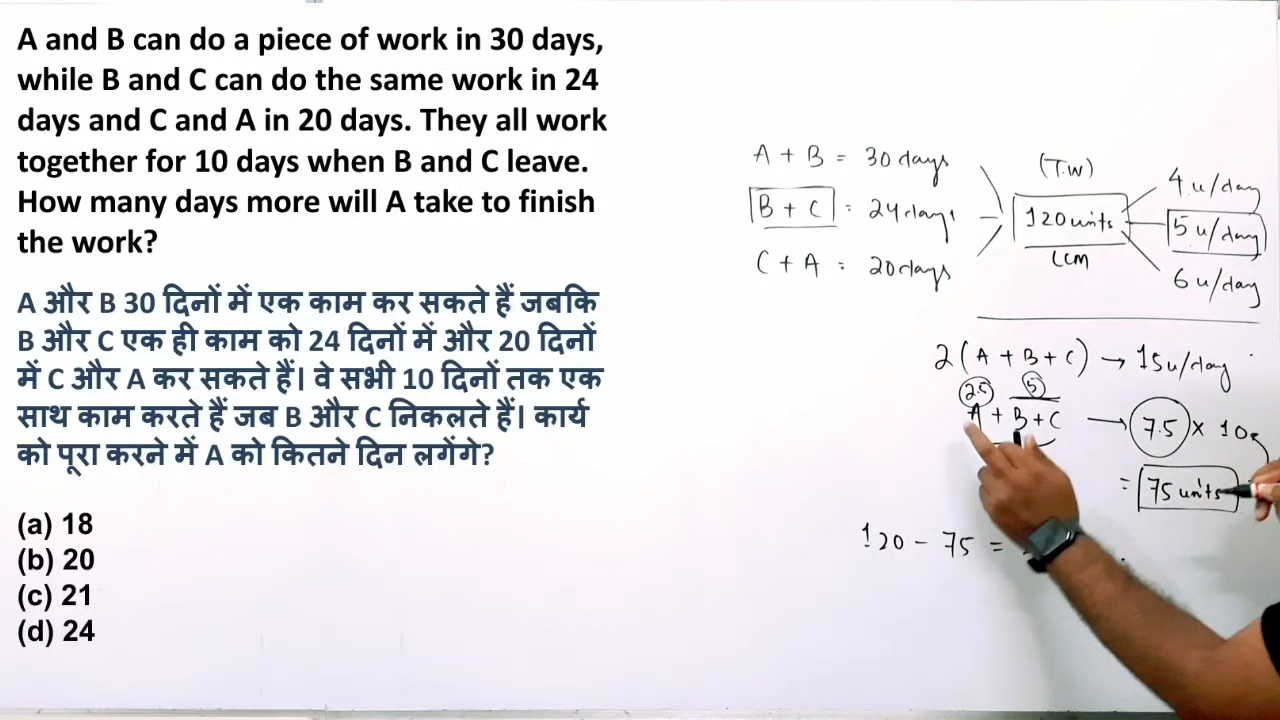 A and B can do a piece of work in 30 days,
while B and C can do the same work in 24
days and C and A in 20 days. They all work
together for 10 days when B and C leave.
How many days more will A take to finish
the work?
A और B 30 दिनों में एक काम कर सकते हैं जबकि
B और C एक ही काम को 24 दिनों में और 20 दिनों
में C और A कर सकते हैं। वे सभी 10 दिनों तक एक
साथ काम करते हैं जब B और C निकलते हैं। कार्य
को पूरा करने में A को कितने दिन लगेंगे?
(a) 18
(b) 20
(c) 21
(d) 24
A + B = 30 days
B + C = 24 days
C + A = 20 days
(T.W)
120 units
LCM
4 u/day
5 u/day
6 u/day
2 (A + B + C) → 15 u/day
2.5 5
A + B + C → 7.5 × 10
= 75 units
120 - 75 =